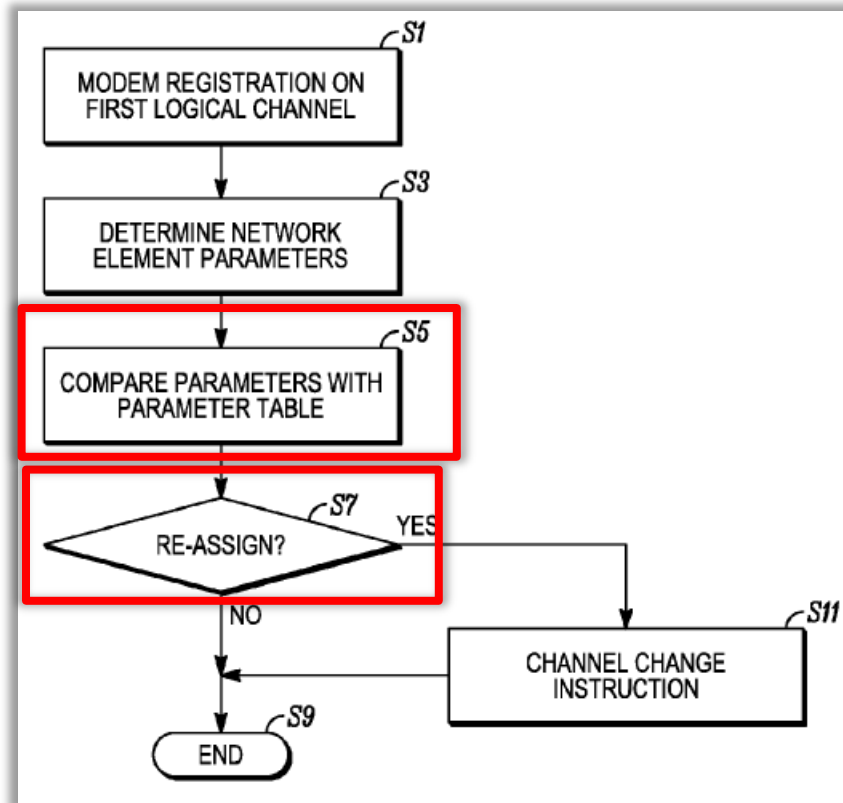 S1
MODEM REGISTRATION ON
FIRST LOGICAL CHANNEL
S3
DETERMINE NETWORK
ELEMENT PARAMETERS
S5
COMPARE PARAMETERS WITH
PARAMETER TABLE
S7
RE-ASSIGN?
YES
NO
S11
CHANNEL CHANGE
INSTRUCTION
S9
END